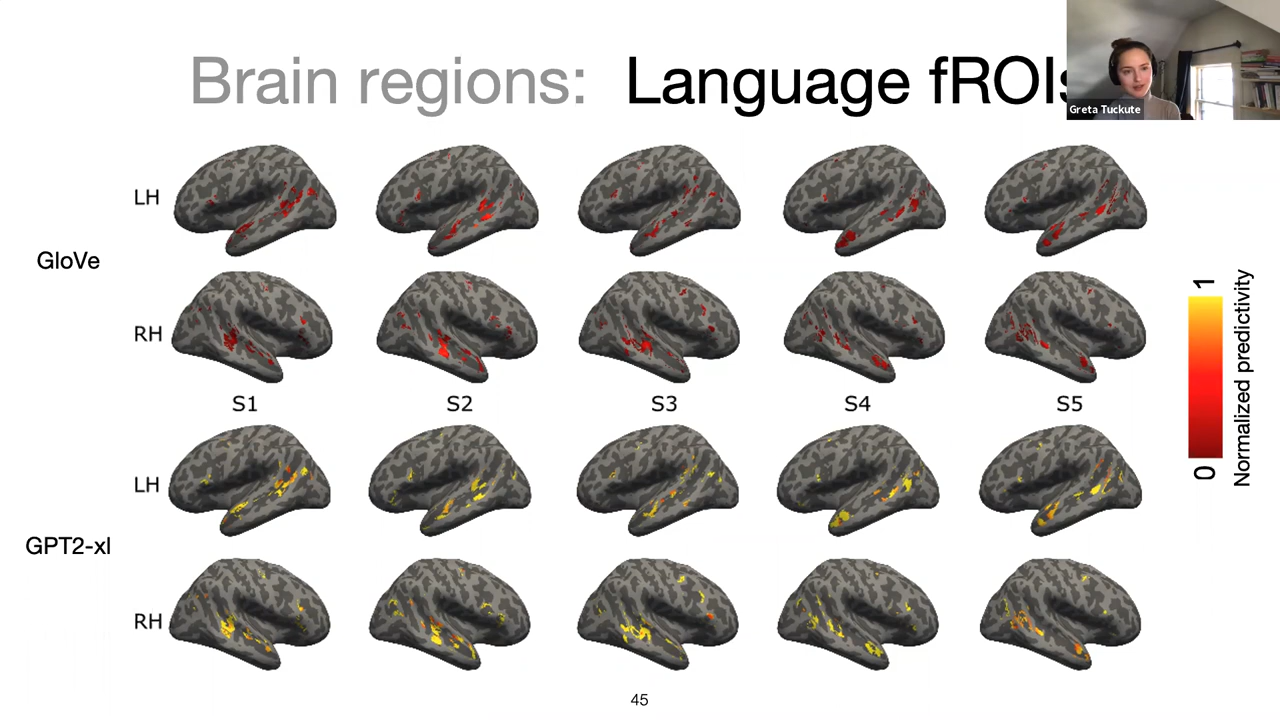 Brain regions: Language fROIs
Greta Tuckute
GloVe
LH
RH
S1 S2 S3 S4 S5
GPT2-xl
LH
RH
1
0
Normalized predictivity
45